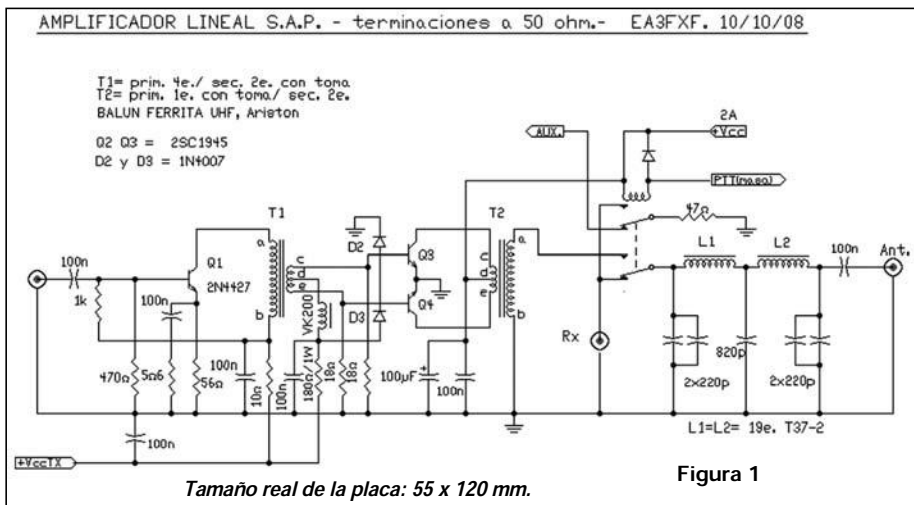 AMPLIFICADOR LINEAL S.A.P. - terminaciones a 50 ohm.- EA3FXF. 10/10/08
T1= prim. 4e./ sec. 2e. con toma
T2= prim. 1e. con toma/ sec. 2e.
BALUN FERRITA UHF, Ariston
Q2 Q3 = 2SC1945
D2 y D3 = 1N4007
2A
+Vcc
AUX.
PTT(masa)
47Ω
T1
T2
L1
L2
100n
Ant.
a
b
c
d
e
D2
Q3
Q1
2N4427
100n
1k
100n
VK200
D3
Q4
c
d
e
a
b
Rx
470Ω
5Ω6
56Ω
100n
10Ω
100n
180Ω/1W
18Ω
18Ω
100µF
+
100n
820p
2x220p
2x220p
L1=L2= 19e. T37-2
100n
+VccTX
Tamaño real de la placa: 55 x 120 mm.
Figura 1